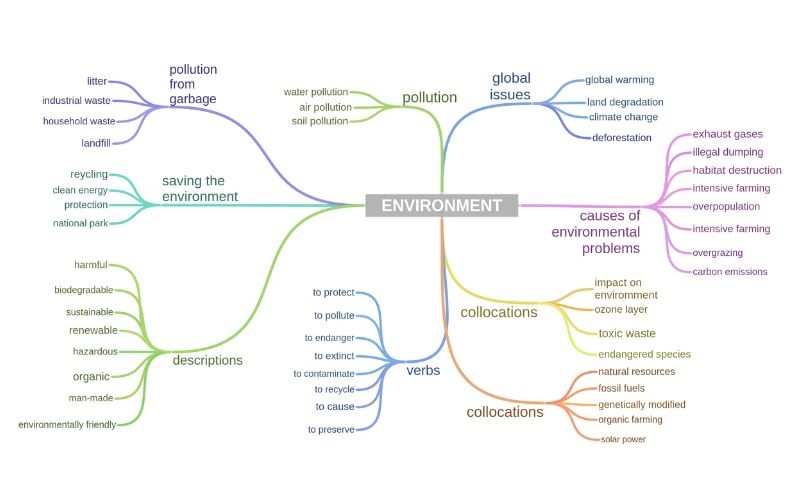 pollution
from
garbage
litter
industrial waste
household waste
landfill
pollution
water pollution
air pollution
soil pollution
global
issues
global warming
land degradation
climate change
deforestation
saving the
environment
reycling
clean energy
protection
national park
ENVIRONMENT
causes of
environmental
problems
exhaust gases
illegal dumping
habitat destruction
intensive farming
overpopulation
intensive farming
overgrazing
carbon emissions
descriptions
harmful
biodegradable
sustainable
renewable
hazardous
organic
man-made
environmentally friendly
verbs
to protect
to pollute
to endanger
to extinct
to contaminate
to recycle
to cause
to preserve
collocations
impact on
environment
ozone layer
toxic waste
endangered species
collocations
natural resources
fossil fuels
genetically modified
organic farming
solar power